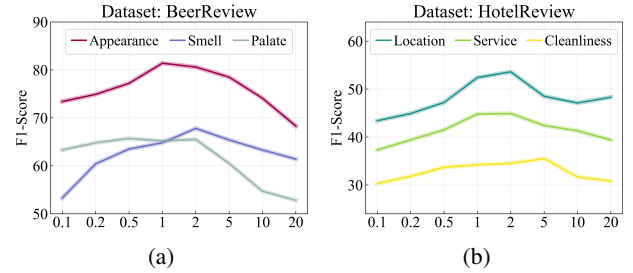 Dataset: BeerReview
Appearance Smell Palate
F1-Score
90
80
70
60
50
0.1 0.2 0.5 1 2 5 10 20
(a)
Dataset: HotelReview
Location Service Cleanliness
F1-Score
60
50
40
30
0.1 0.2 0.5 1 2 5 10 20
(b)